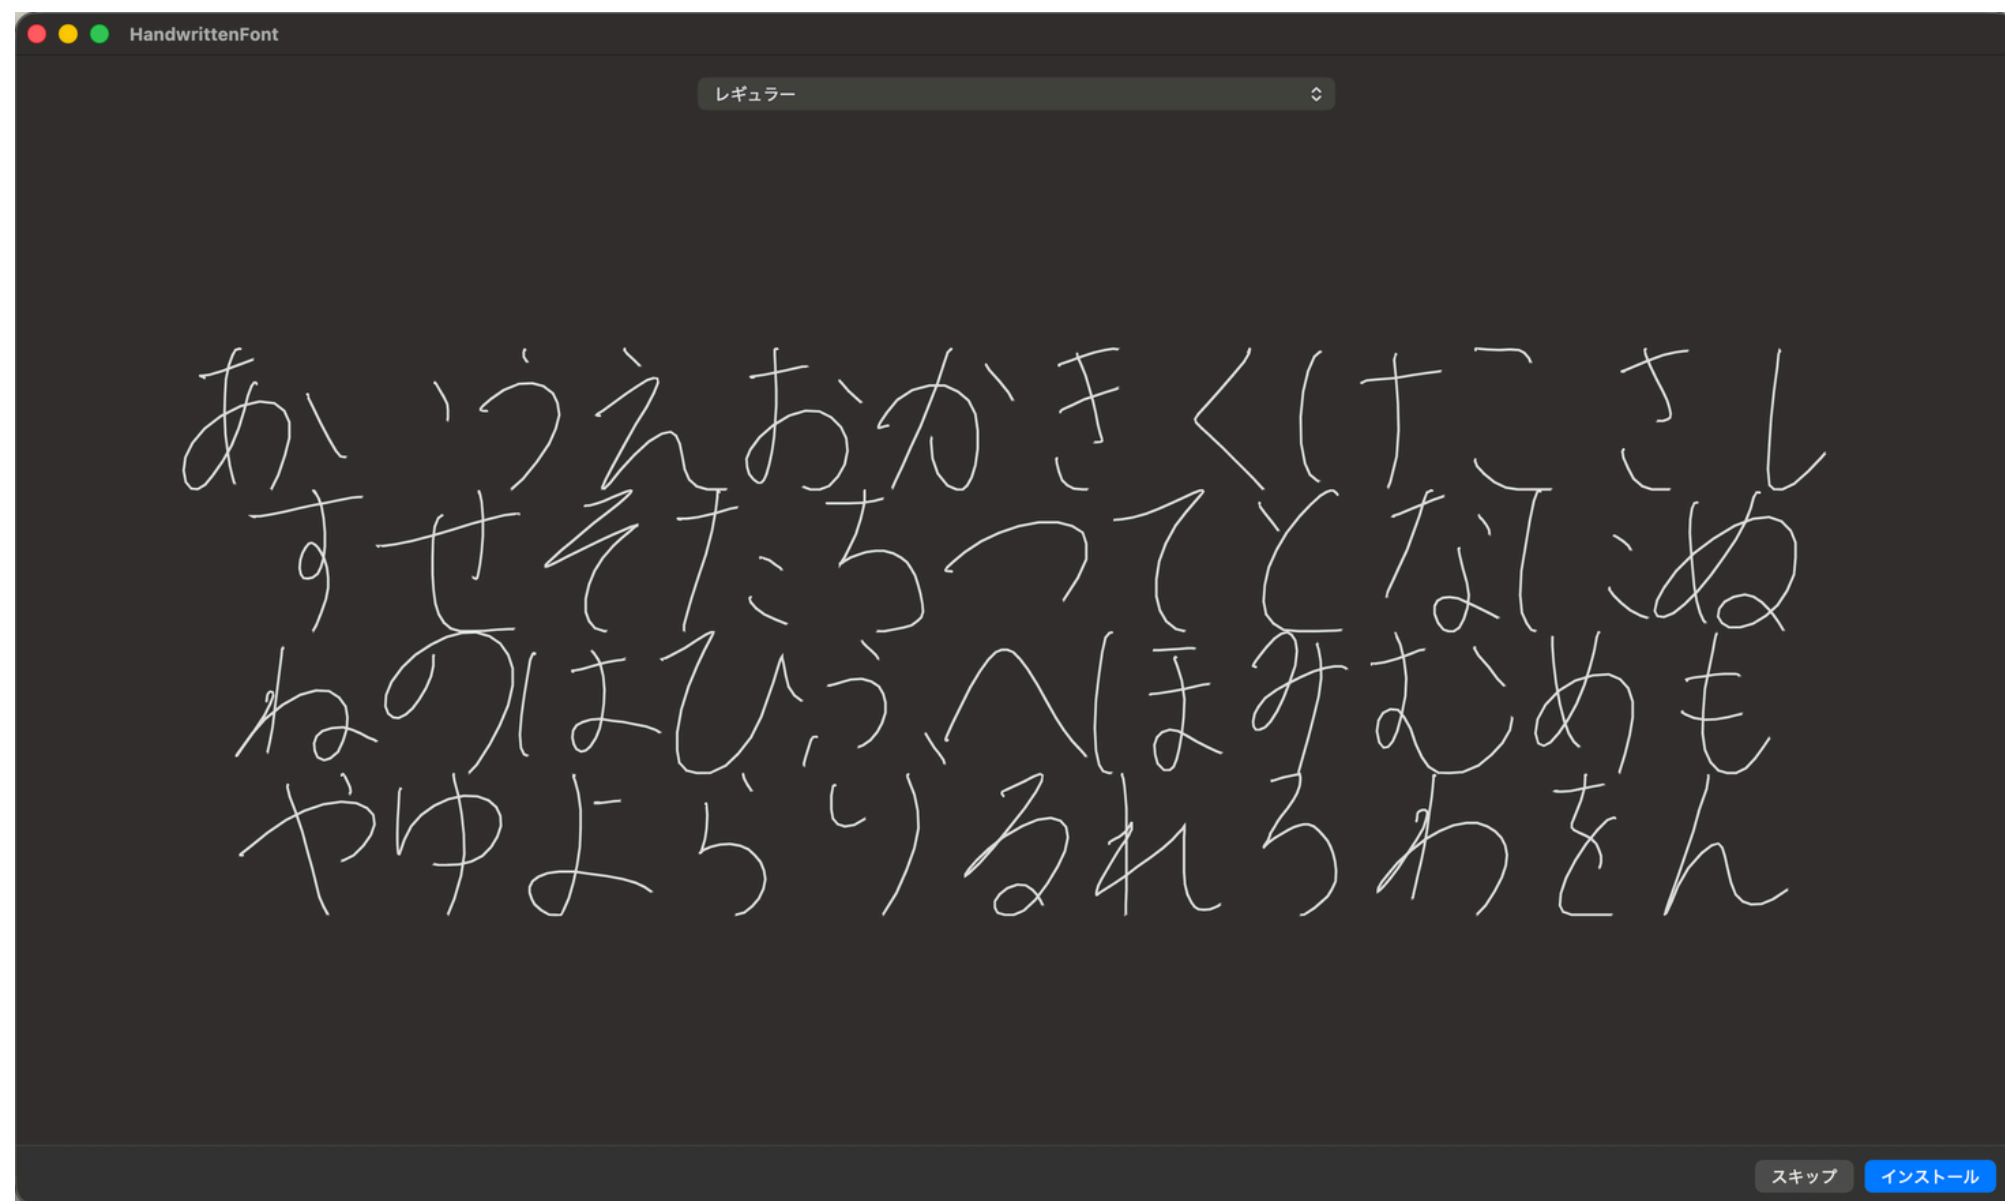 HandwrittenFont
レギュラー
あいうえおかきくけこさし
すせそたちつてとなにぬ
ねのはひふへほみむめも
やゆよらりるれろわをん
スキップ
インストール